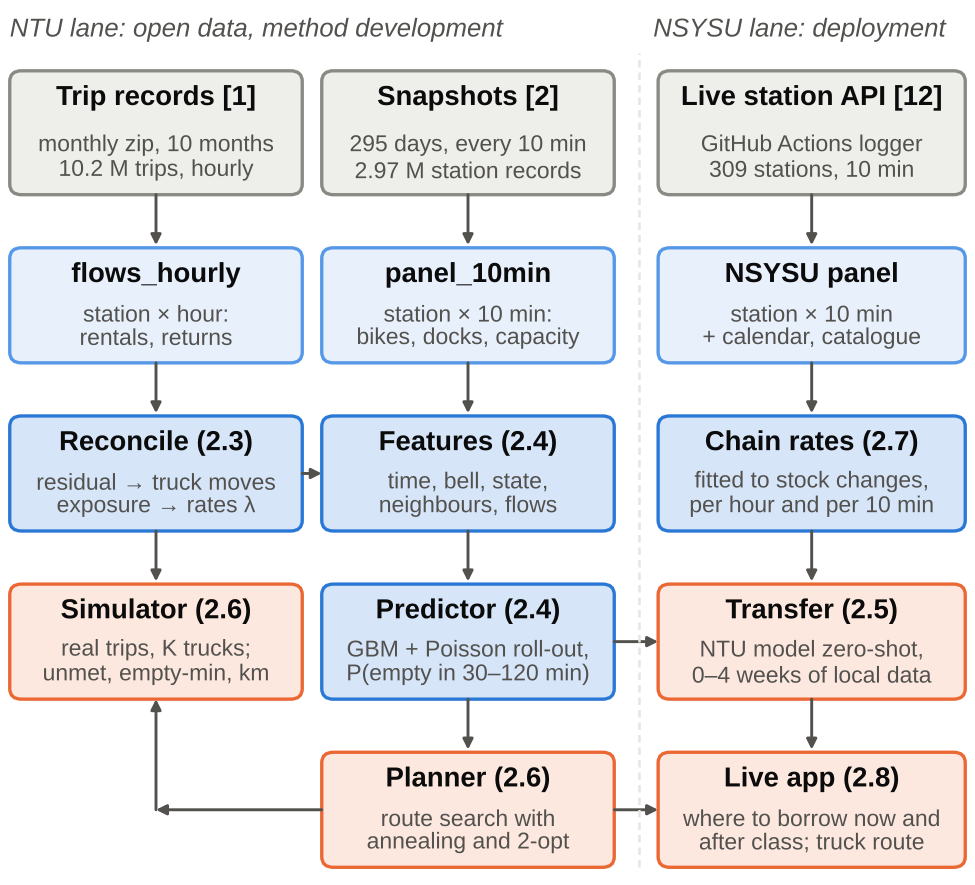 NTU lane: open data, method development
NSYSU lane: deployment
Trip records [1]
monthly zip, 10 months
10.2 M trips, hourly
Snapshots [2]
295 days, every 10 min
2.97 M station records
Live station API [12]
GitHub Actions logger
309 stations, 10 min
flows_hourly
station × hour:
rentals, returns
panel_10min
station × 10 min:
bikes, docks, capacity
NSYSU panel
station × 10 min
+ calendar, catalogue
Reconcile (2.3)
residual → truck moves
exposure → rates λ
Features (2.4)
time, bell, state,
neighbours, flows
Chain rates (2.7)
fitted to stock changes,
per hour and per 10 min
Simulator (2.6)
real trips, K trucks;
unmet, empty-min, km
Predictor (2.4)
GBM + Poisson roll-out,
P(empty in 30–120 min)
Transfer (2.5)
NTU model zero-shot,
0–4 weeks of local data
Planner (2.6)
route search with
annealing and 2-opt
Live app (2.8)
where to borrow now and
after class; truck route